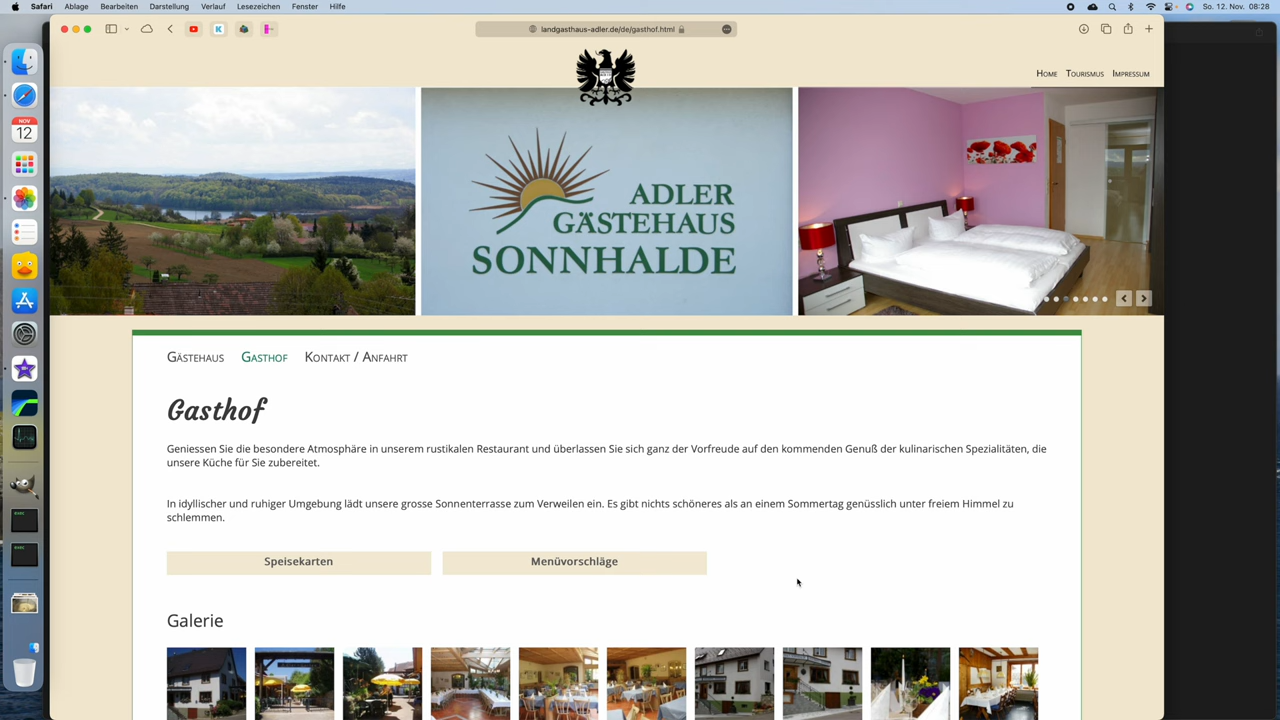 Safari Ablage Bearbeiten Darstellung Verlauf Lesezeichen Fenster Hilfe
So. 12. Nov. 08:28
landgasthaus-adler.de/de/gasthof.html
Home Tourismus Impressum
NOV
12
ADLER
GÄSTEHAUS
SONNHALDE
Gästehaus Gasthof Kontakt / Anfahrt
Gasthof
Geniessen Sie die besondere Atmosphäre in unserem rustikalen Restaurant und überlassen Sie sich ganz der Vorfreude auf den kommenden Genuß der kulinarischen Spezialitäten, die
unsere Küche für Sie zubereitet.
In idyllischer und ruhiger Umgebung lädt unsere grosse Sonnenterrasse zum Verweilen ein. Es gibt nichts schöneres als an einem Sommertag genüsslich unter freiem Himmel zu
schlemmen.
Speisekarten Menüvorschläge
Galerie